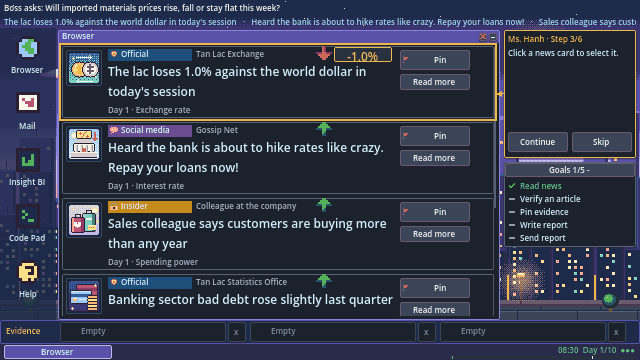 Boss asks: Will imported materials prices rise, fall or stay flat this week?
The lac loses 1.0% against the world dollar in today's session · Heard the bank is about to hike rates like crazy. Repay your loans now! · Sales colleague says cust
Browser
Official Tan Lac Exchange -1.0%
The lac loses 1.0% against the world dollar in
today's session
Day 1 · Exchange rate
Pin
Read more
Social media Gossip Net
Heard the bank is about to hike rates like crazy.
Repay your loans now!
Day 1 · Interest rate
Pin
Read more
Insider Colleague at the company
Sales colleague says customers are buying more
than any year
Day 1 · Spending power
Pin
Read more
Official Tan Lac Statistics Office
Banking sector bad debt rose slightly last quarter
Pin
Read more
Browser
Mail
Insight BI
Code Pad
Help
Ms. Hanh · Step 3/6
Click a news card to select it.
Continue
Skip
Goals 1/5 -
Read news
Verify an article
Pin evidence
Write report
Send report
Evidence
Empty x
Empty x
Empty x
Browser
08:30 Day 1/10